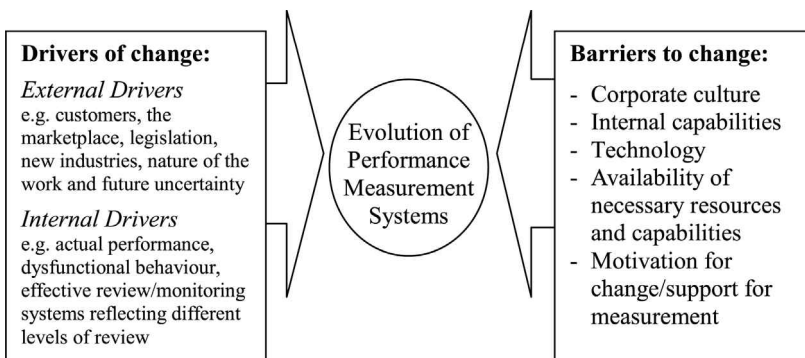 Drivers of change:
External Drivers
e.g. customers, the
marketplace, legislation,
new industries, nature of the
work and future uncertainty
Internal Drivers
e.g. actual performance,
dysfunctional behaviour,
effective review/monitoring
systems reflecting different
levels of review
Evolution of
Performance
Measurement
Systems
Barriers to change:
- Corporate culture
- Internal capabilities
- Technology
- Availability of
necessary resources
and capabilities
- Motivation for
change/support for
measurement